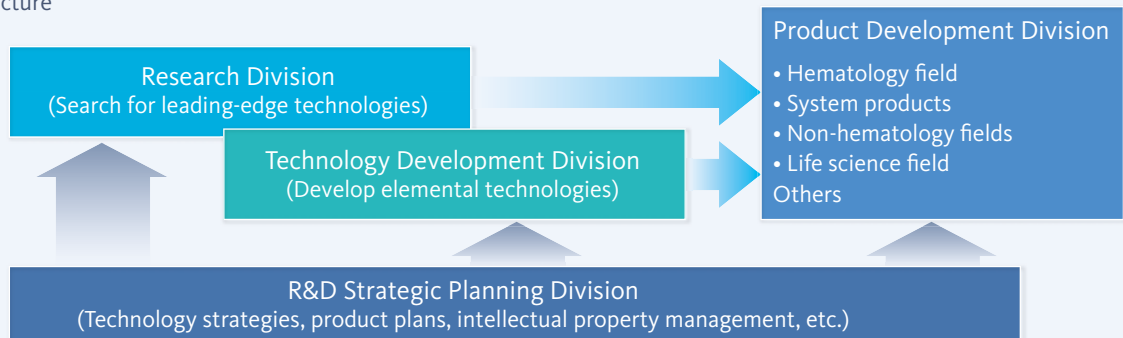 Research Division
(Search for leading-edge technologies)
Technology Development Division
(Develop elemental technologies)
Product Development Division
• Hematology field
• System products
• Non-hematology fields
• Life science field
Others
R&D Strategic Planning Division
(Technology strategies, product plans, intellectual property management, etc.)